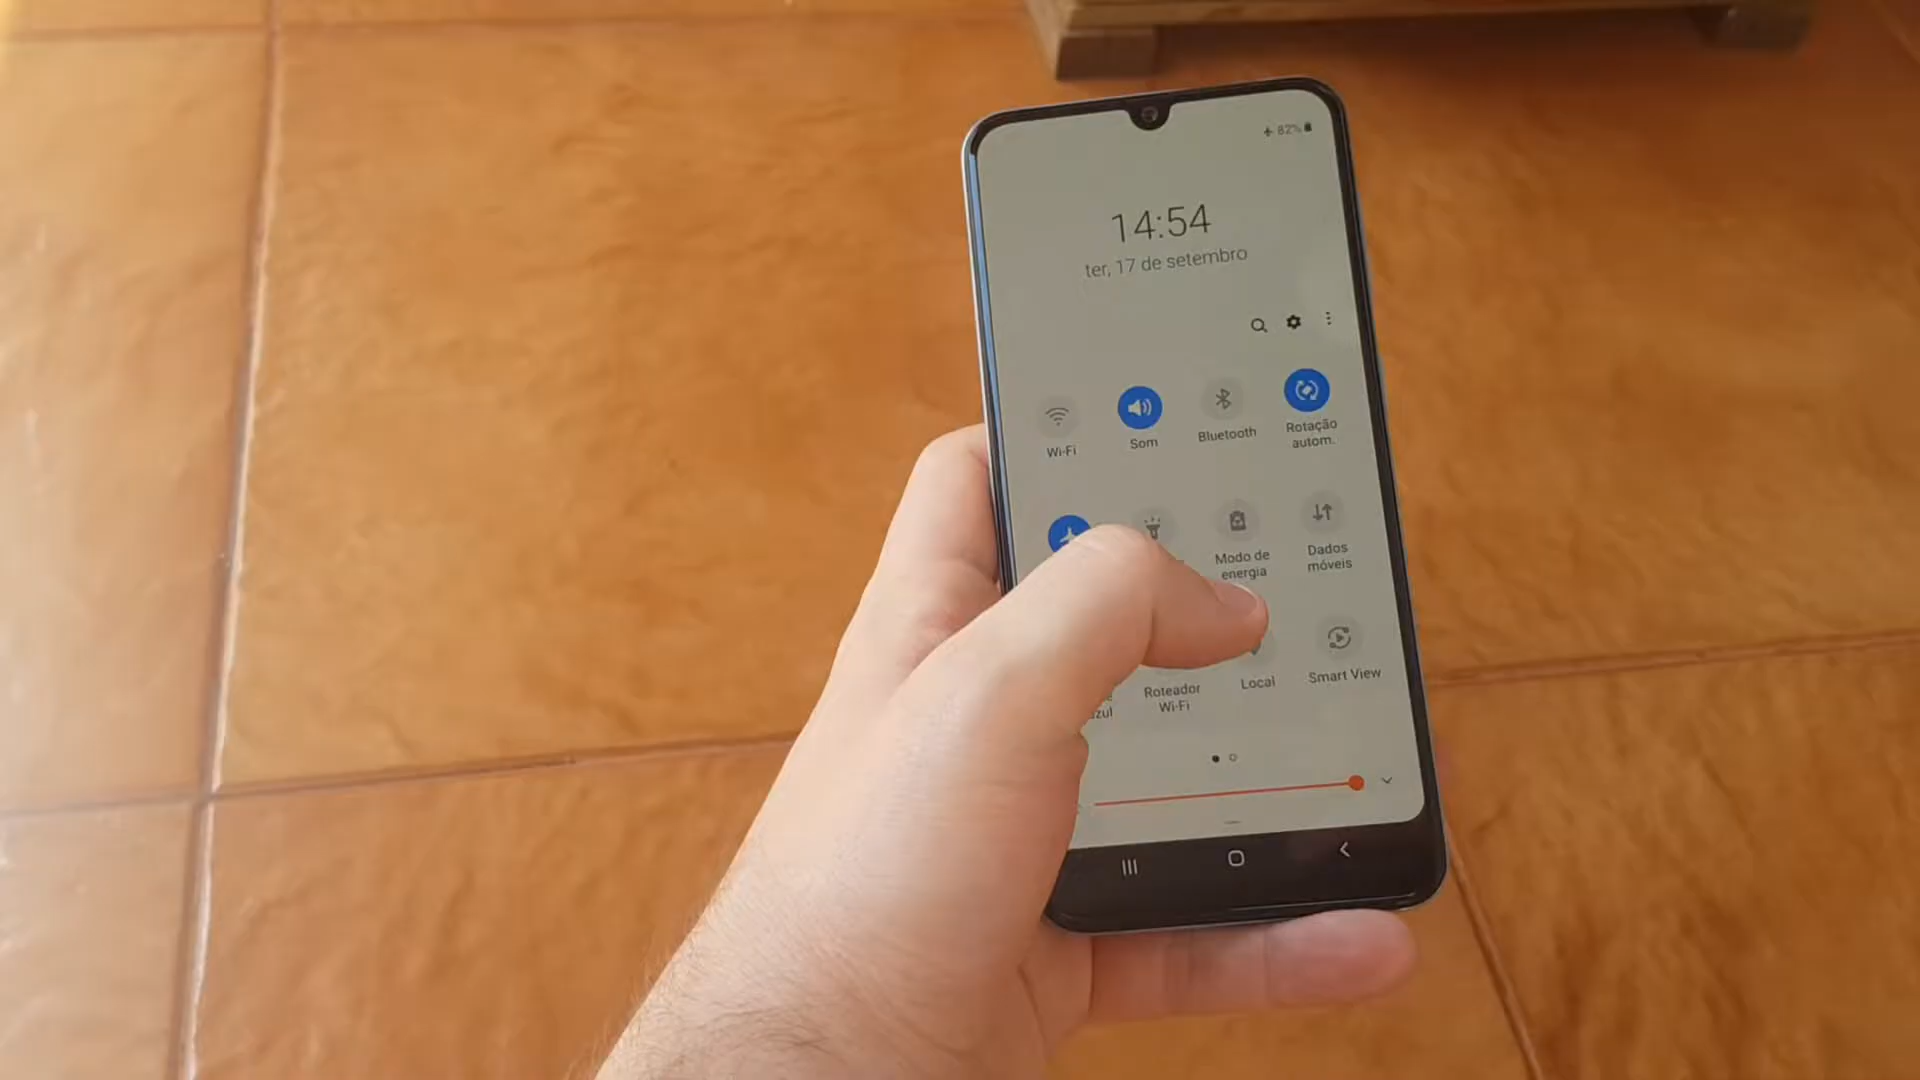 82%
14:54
ter, 17 de setembro
Wi-Fi
Som
Bluetooth
Rotação
autom.
Modo de
energia
Dados
móveis
azul
Roteador
Wi-Fi
Local
Smart View